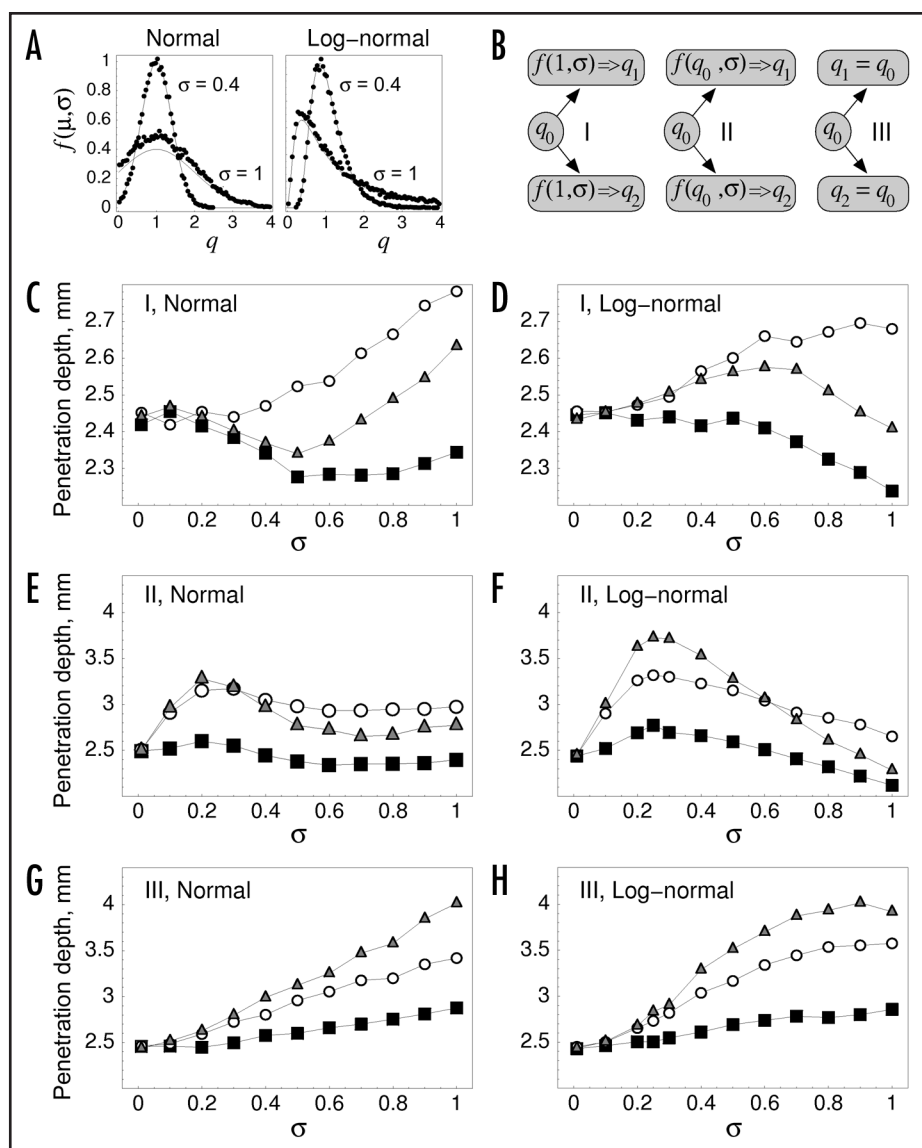 A
Normal
Log-normal
f(μ,σ)
1
0.8
0.6
0.4
0.2
0
σ = 0.4
σ = 1
σ = 0.4
σ = 1
0 1 2 3 4
0 1 2 3 4
q
q
B
f(1,σ)=>q₁
f(q₀,σ)=>q₁
q₁ = q₀
q₀ I
q₀ II
q₀ III
f(1,σ)=>q₂
f(q₀,σ)=>q₂
q₂ = q₀
C
I, Normal
Penetration depth, mm
2.7
2.6
2.5
2.4
2.3
0 0.2 0.4 0.6 0.8 1
σ
D
I, Log-normal
2.7
2.6
2.5
2.4
2.3
0 0.2 0.4 0.6 0.8 1
σ
E
II, Normal
Penetration depth, mm
4
3.5
3
2.5
0 0.2 0.4 0.6 0.8 1
σ
F
II, Log-normal
4
3.5
3
2.5
0 0.2 0.4 0.6 0.8 1
σ
G
III, Normal
Penetration depth, mm
4
3.5
3
2.5
0 0.2 0.4 0.6 0.8 1
σ
H
III, Log-normal
4
3.5
3
2.5
0 0.2 0.4 0.6 0.8 1
σ